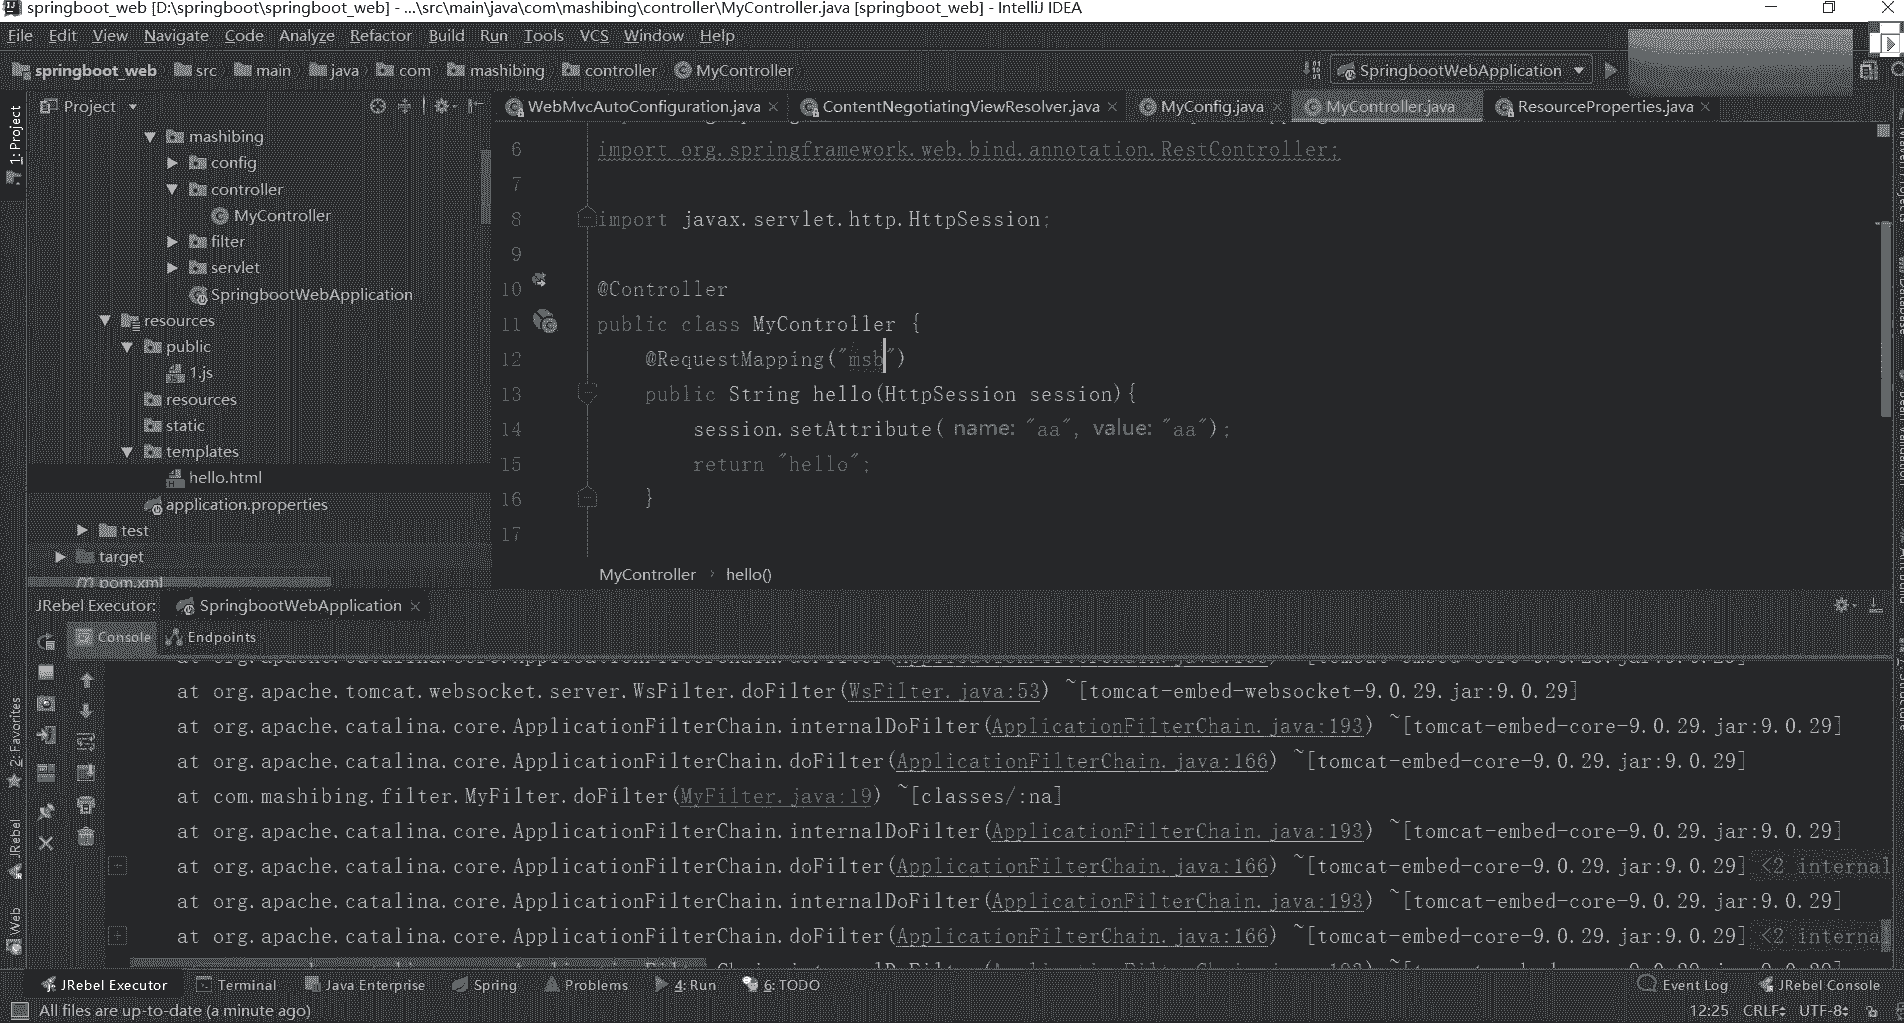 springboot_web [D:\springboot\springboot_web] - ...\src\main\java\com\mashibing\controller\MyController.java [springboot_web] - IntelliJ IDEA
File Edit View Navigate Code Analyze Refactor Build Run Tools VCS Window Help
springboot_web src main java com mashibing controller MyController SpringbootWebApplication
Project
WebMvcAutoConfiguration.java ContentNegotiatingViewResolver.java MyConfig.java MyController.java ResourceProperties.java
1: Project
mashibing
config
controller
MyController
filter
servlet
SpringbootWebApplication
resources
public
1.js
resources
static
templates
hello.html
application.properties
test
target
pom.xml
6 import org.springframework.web.bind.annotation.RestController;
7
8 import javax.servlet.http.HttpSession;
9
10 @Controller
11 public class MyController {
12 @RequestMapping("msb")
13 public String hello(HttpSession session){
14 session.setAttribute( name: "aa", value: "aa");
15 return "hello";
16 }
17
MyController › hello()
JRebel Executor: SpringbootWebApplication
Console Endpoints
at org.apache.tomcat.websocket.server.WsFilter.doFilter(WsFilter.java:53) ~[tomcat-embed-websocket-9.0.29.jar:9.0.29]
at org.apache.catalina.core.ApplicationFilterChain.internalDoFilter(ApplicationFilterChain.java:193) ~[tomcat-embed-core-9.0.29.jar:9.0.29]
at org.apache.catalina.core.ApplicationFilterChain.doFilter(ApplicationFilterChain.java:166) ~[tomcat-embed-core-9.0.29.jar:9.0.29]
at com.mashibing.filter.MyFilter.doFilter(MyFilter.java:19) ~[classes/:na]
at org.apache.catalina.core.ApplicationFilterChain.internalDoFilter(ApplicationFilterChain.java:193) ~[tomcat-embed-core-9.0.29.jar:9.0.29]
at org.apache.catalina.core.ApplicationFilterChain.doFilter(ApplicationFilterChain.java:166) ~[tomcat-embed-core-9.0.29.jar:9.0.29] <2 internal
at org.apache.catalina.core.ApplicationFilterChain.internalDoFilter(ApplicationFilterChain.java:193) ~[tomcat-embed-core-9.0.29.jar:9.0.29]
at org.apache.catalina.core.ApplicationFilterChain.doFilter(ApplicationFilterChain.java:166) ~[tomcat-embed-core-9.0.29.jar:9.0.29] <2 interna
2: Favorites
JRebel
Web
JRebel Executor Terminal Java Enterprise Spring Problems 4: Run 6: TODO Event Log JRebel Console
All files are up-to-date (a minute ago) 12:25 CRLF UTF-8